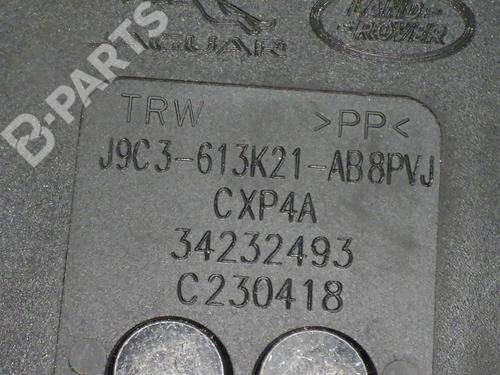 JAGUAR
LAND-
ROVER
B-PARTS
TRW >PP<
J9C3-613K21-AB8PVJ
CXP4A
34232493
C230418